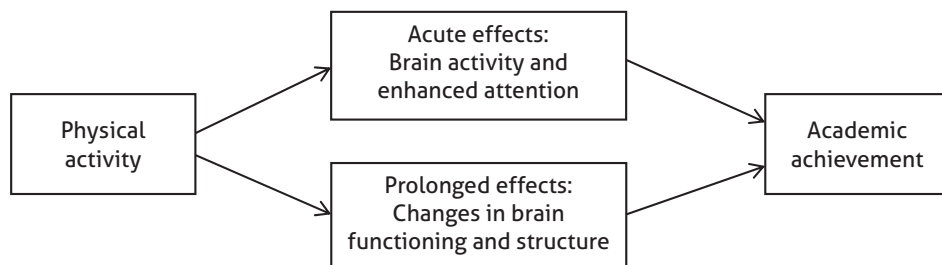 Physical
activity
Acute effects:
Brain activity and
enhanced attention
Prolonged effects:
Changes in brain
functioning and structure
Academic
achievement